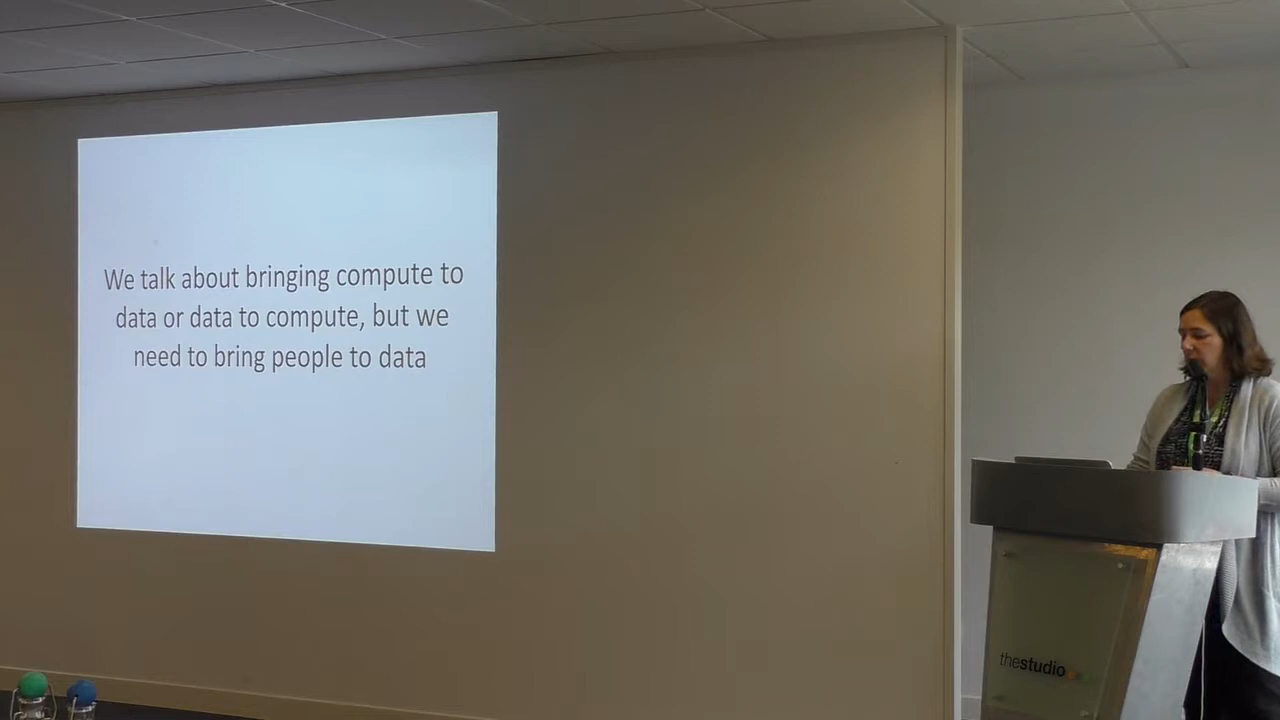 We talk about bringing compute to
data or data to compute, but we
need to bring people to data
thestudio